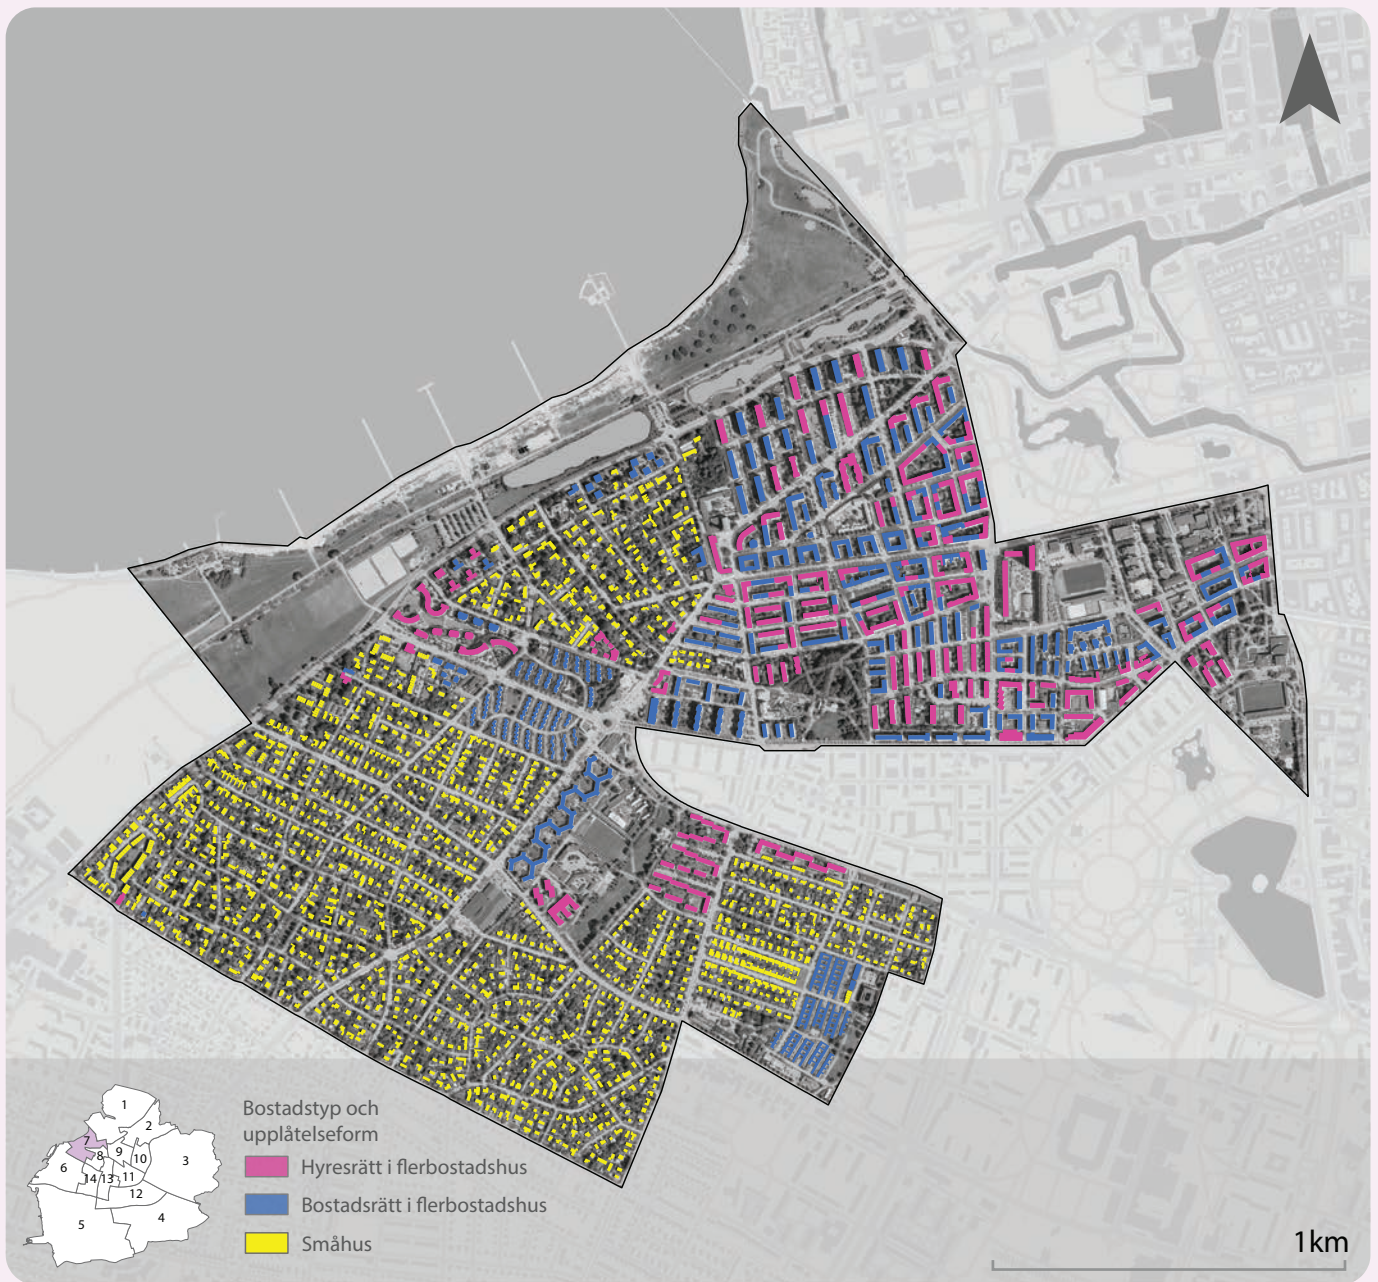 Bostadstyp och
upplåtelseform
Hyresrätt i flerbostadshus
Bostadsrätt i flerbostadshus
Småhus
1km
1
2
7
8
9
10
3
6
14
13
11
12
5
4